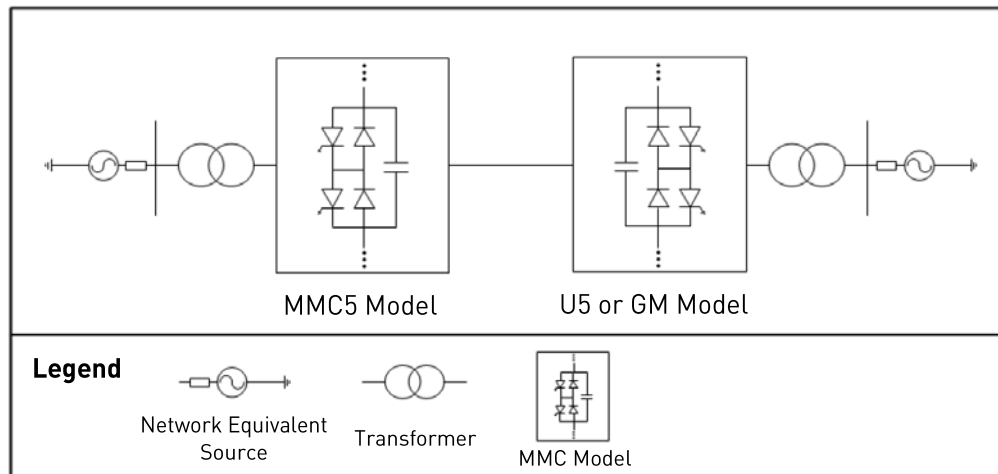 MMC5 Model
U5 or GM Model
Legend
Network Equivalent
Source
Transformer
MMC Model